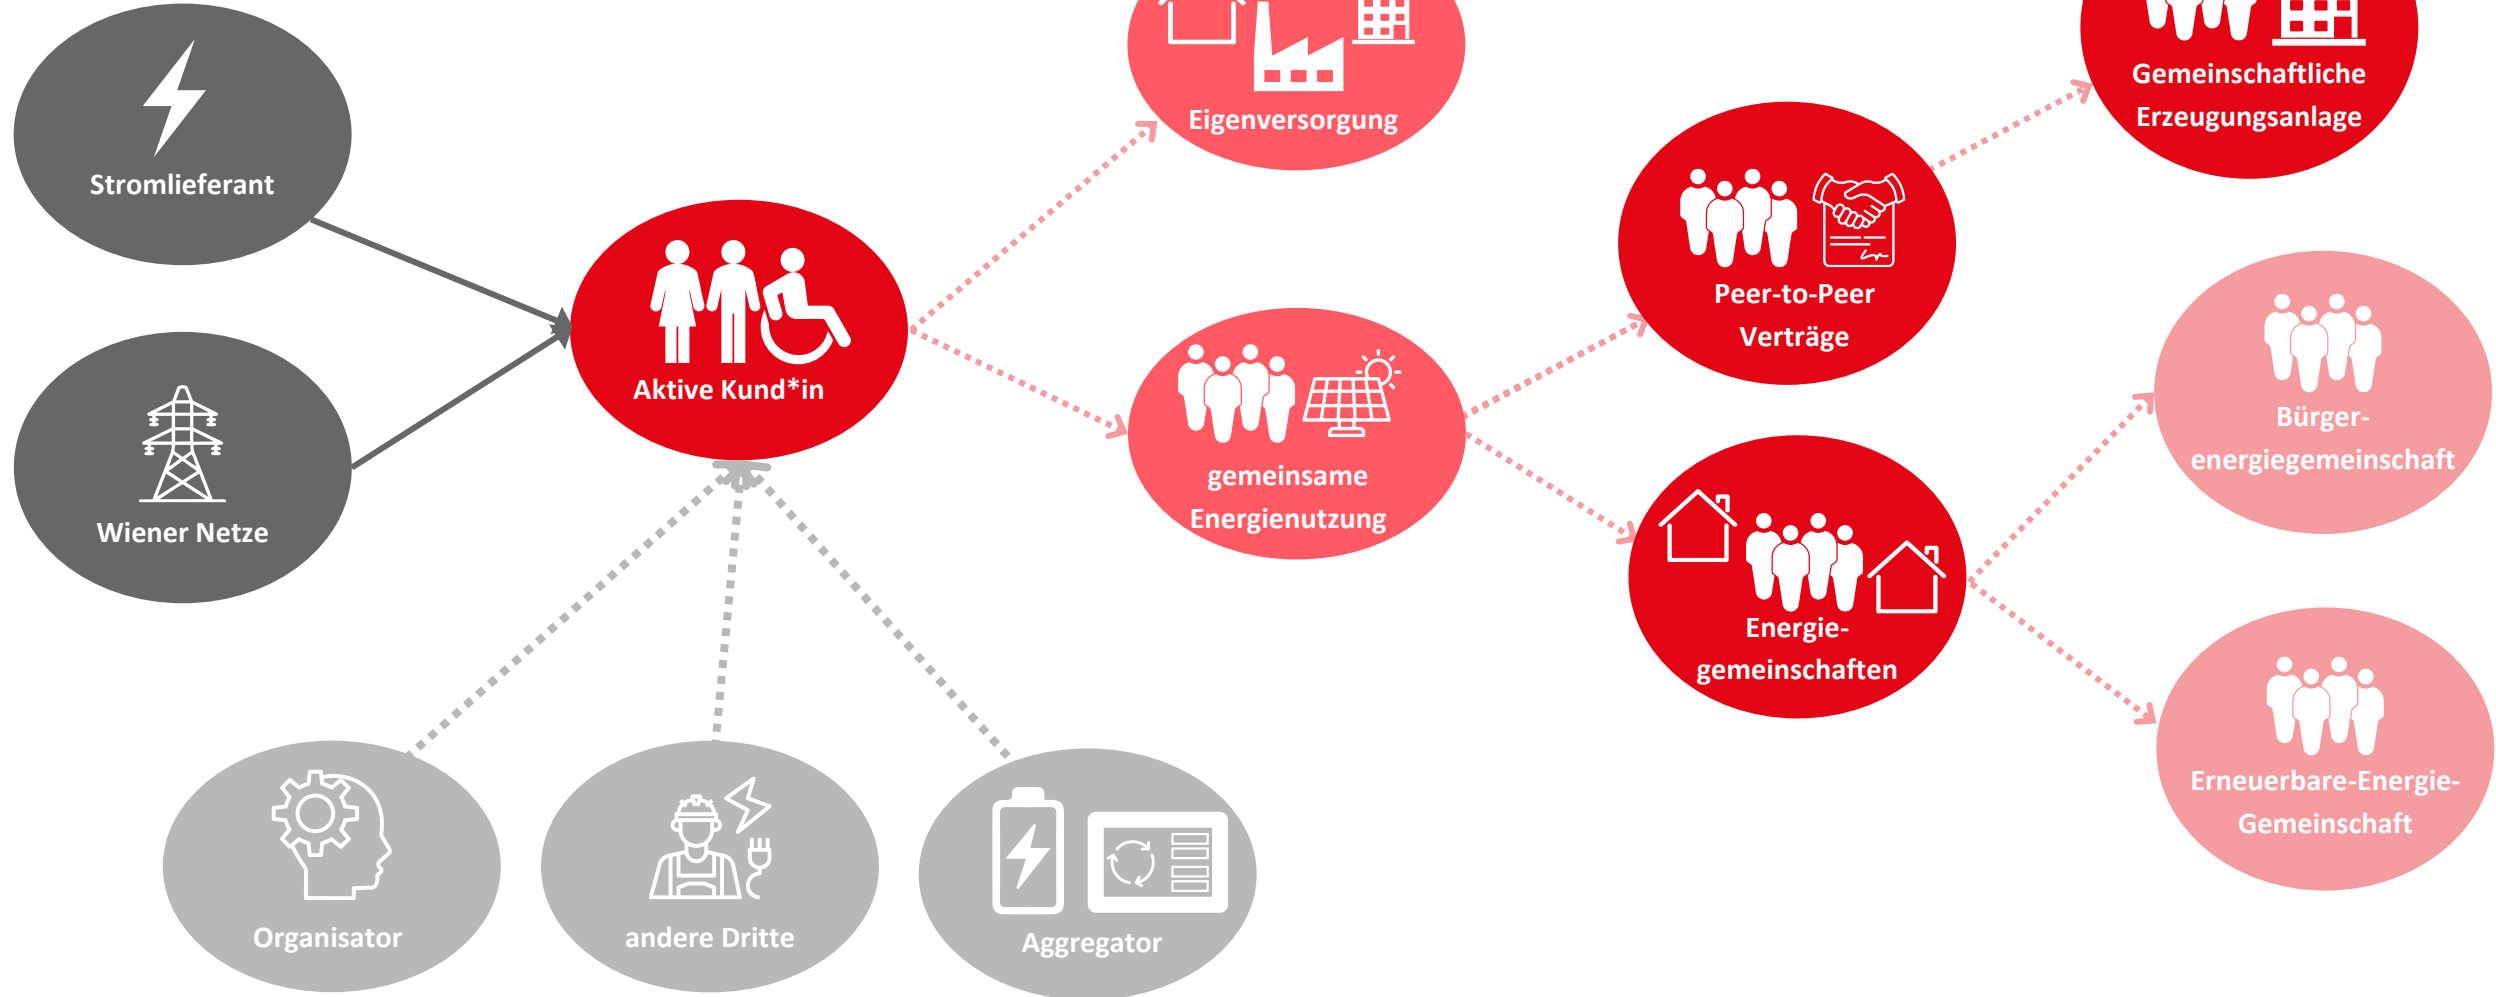 Stromlieferant
Wiener Netze
Aktive Kund*in
Organisator
andere Dritte
Aggregator
Eigenversorgung
gemeinsame
Energienutzung
Peer-to-Peer
Verträge
Energie-
gemeinschaften
Gemeinschaftliche
Erzeugungsanlage
Bürger-
energiegemeinschaft
Erneuerbare-Energie-
Gemeinschaft